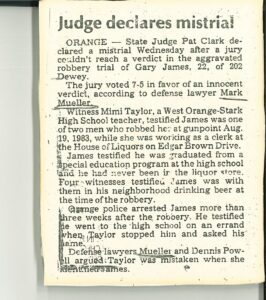 Judge declares mistrial
ORANGE — State Judge Pat Clark de-
clared a mistrial Wednesday after a jury
couldn't reach a verdict in the aggravated
robbery trial of Gary James, 22, of 202
Dewey.
The jury voted 7-5 in favor of an innocent
verdict, according to defense lawyer Mark
Mueller.
Witness Mimi Taylor, a West Orange-Stark
High School teacher, testified James was one
of two men who robbed her at gunpoint Aug.
19, 1983, while she was working as a clerk at
the House of Liquors on Edgar Brown Drive.
James testified he was graduated from a
special education program at the high school
and he had never been in the liquor store.
Four witnesses testified James was with
them in his neighborhood drinking beer at
the time of the robbery.
Orange police arrested James more than
three weeks after the robbery. He testified
he went to the high school on an errand
when Taylor stopped him and asked his
name.
Defense lawyers Mueller and Dennis Pow-
ell argued Taylor was mistaken when she
identified James.